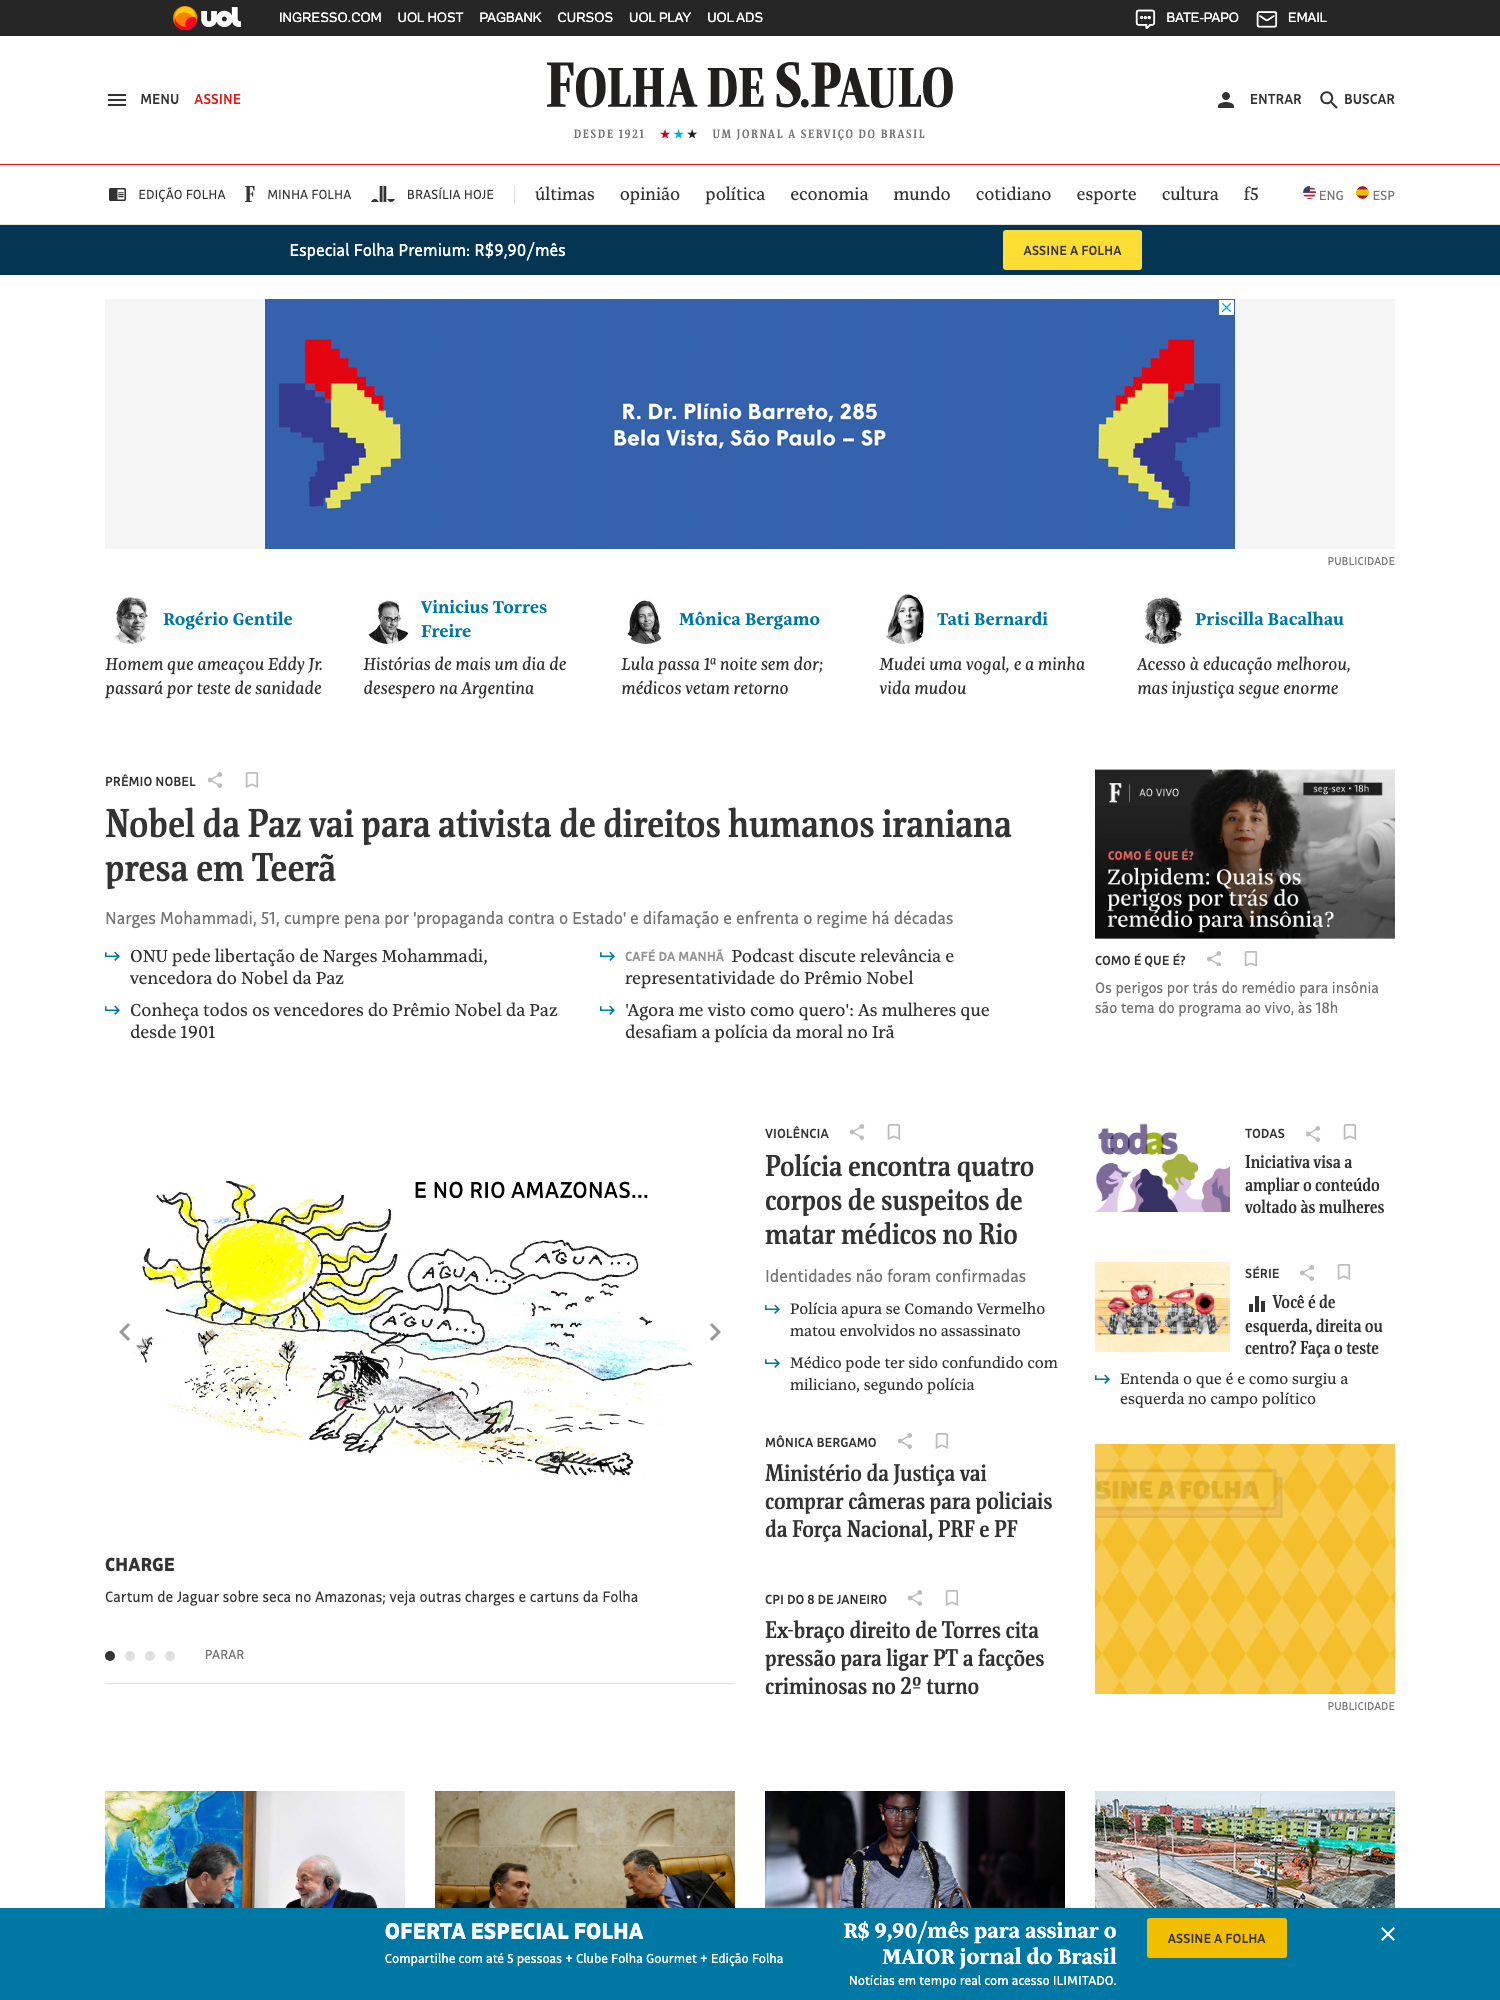 uol INGRESSO.COM UOL HOST PAGBANK CURSOS UOL PLAY UOL ADS BATE-PAPO EMAIL
MENU ASSINE
FOLHA DE S.PAULO
DESDE 1921 ★★★ UM JORNAL A SERVIÇO DO BRASIL
ENTRAR BUSCAR
EDIÇÃO FOLHA F MINHA FOLHA BRASÍLIA HOJE últimas opinião política economia mundo cotidiano esporte cultura f5 ENG ESP
Especial Folha Premium: R$9,90/mês ASSINE A FOLHA
R. Dr. Plínio Barreto, 285
Bela Vista, São Paulo – SP
PUBLICIDADE
Rogério Gentile
Homem que ameaçou Eddy Jr.
passará por teste de sanidade
Vinicius Torres
Freire
Histórias de mais um dia de
desespero na Argentina
Mônica Bergamo
Lula passa 1ª noite sem dor;
médicos vetam retorno
Tati Bernardi
Mudei uma vogal, e a minha
vida mudou
Priscilla Bacalhau
Acesso à educação melhorou,
mas injustiça segue enorme
PRÊMIO NOBEL
Nobel da Paz vai para ativista de direitos humanos iraniana
presa em Teerã
Narges Mohammadi, 51, cumpre pena por 'propaganda contra o Estado' e difamação e enfrenta o regime há décadas
ONU pede libertação de Narges Mohammadi,
vencedora do Nobel da Paz
Conheça todos os vencedores do Prêmio Nobel da Paz
desde 1901
CAFÉ DA MANHÃ Podcast discute relevância e
representatividade do Prêmio Nobel
'Agora me visto como quero': As mulheres que
desafiam a polícia da moral no Irã
F AO VIVO seg-sex • 18h
COMO É QUE É?
Zolpidem: Quais os
perigos por trás do
remédio para insônia?
COMO É QUE É?
Os perigos por trás do remédio para insônia
são tema do programa ao vivo, às 18h
E NO RIO AMAZONAS...
ÁGUA...
ÁGUA...
ÁGUA...
CHARGE
Cartum de Jaguar sobre seca no Amazonas; veja outras charges e cartuns da Folha
PARAR
VIOLÊNCIA
Polícia encontra quatro
corpos de suspeitos de
matar médicos no Rio
Identidades não foram confirmadas
Polícia apura se Comando Vermelho
matou envolvidos no assassinato
Médico pode ter sido confundido com
miliciano, segundo polícia
MÔNICA BERGAMO
Ministério da Justiça vai
comprar câmeras para policiais
da Força Nacional, PRF e PF
CPI DO 8 DE JANEIRO
Ex-braço direito de Torres cita
pressão para ligar PT a facções
criminosas no 2º turno
todas
TODAS
Iniciativa visa a
ampliar o conteúdo
voltado às mulheres
SÉRIE
Você é de
esquerda, direita ou
centro? Faça o teste
Entenda o que é e como surgiu a
esquerda no campo político
SINE A FOLHA
PUBLICIDADE
OFERTA ESPECIAL FOLHA
Compartilhe com até 5 pessoas + Clube Folha Gourmet + Edição Folha
R$ 9,90/mês para assinar o
MAIOR jornal do Brasil
Notícias em tempo real com acesso ILIMITADO.
ASSINE A FOLHA